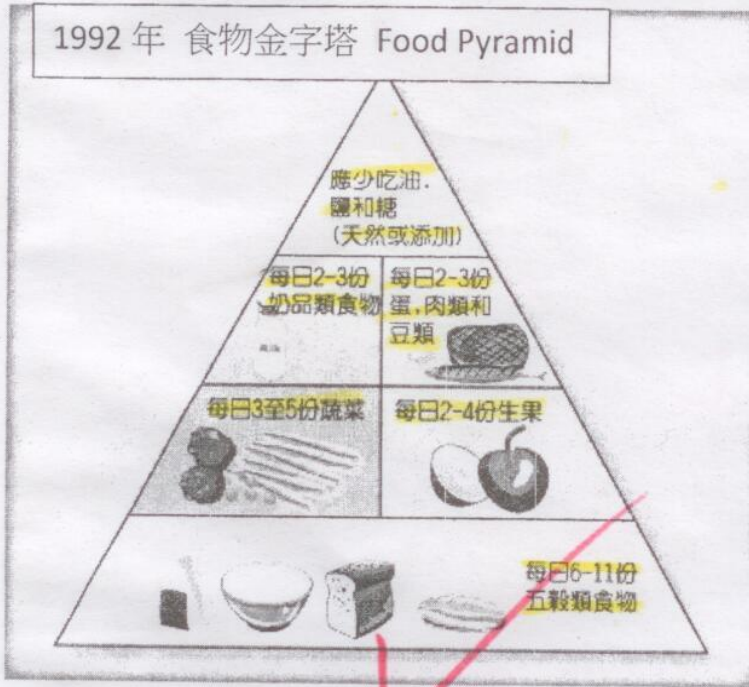 1992 年 食物金字塔 Food Pyramid
應少吃油.
鹽和糖
(天然或添加)
每日2-3份
奶品類食物
每日2-3份
蛋,肉類和
豆類
每日3至5份蔬菜
每日2-4份生果
每日6-11份
五穀類食物